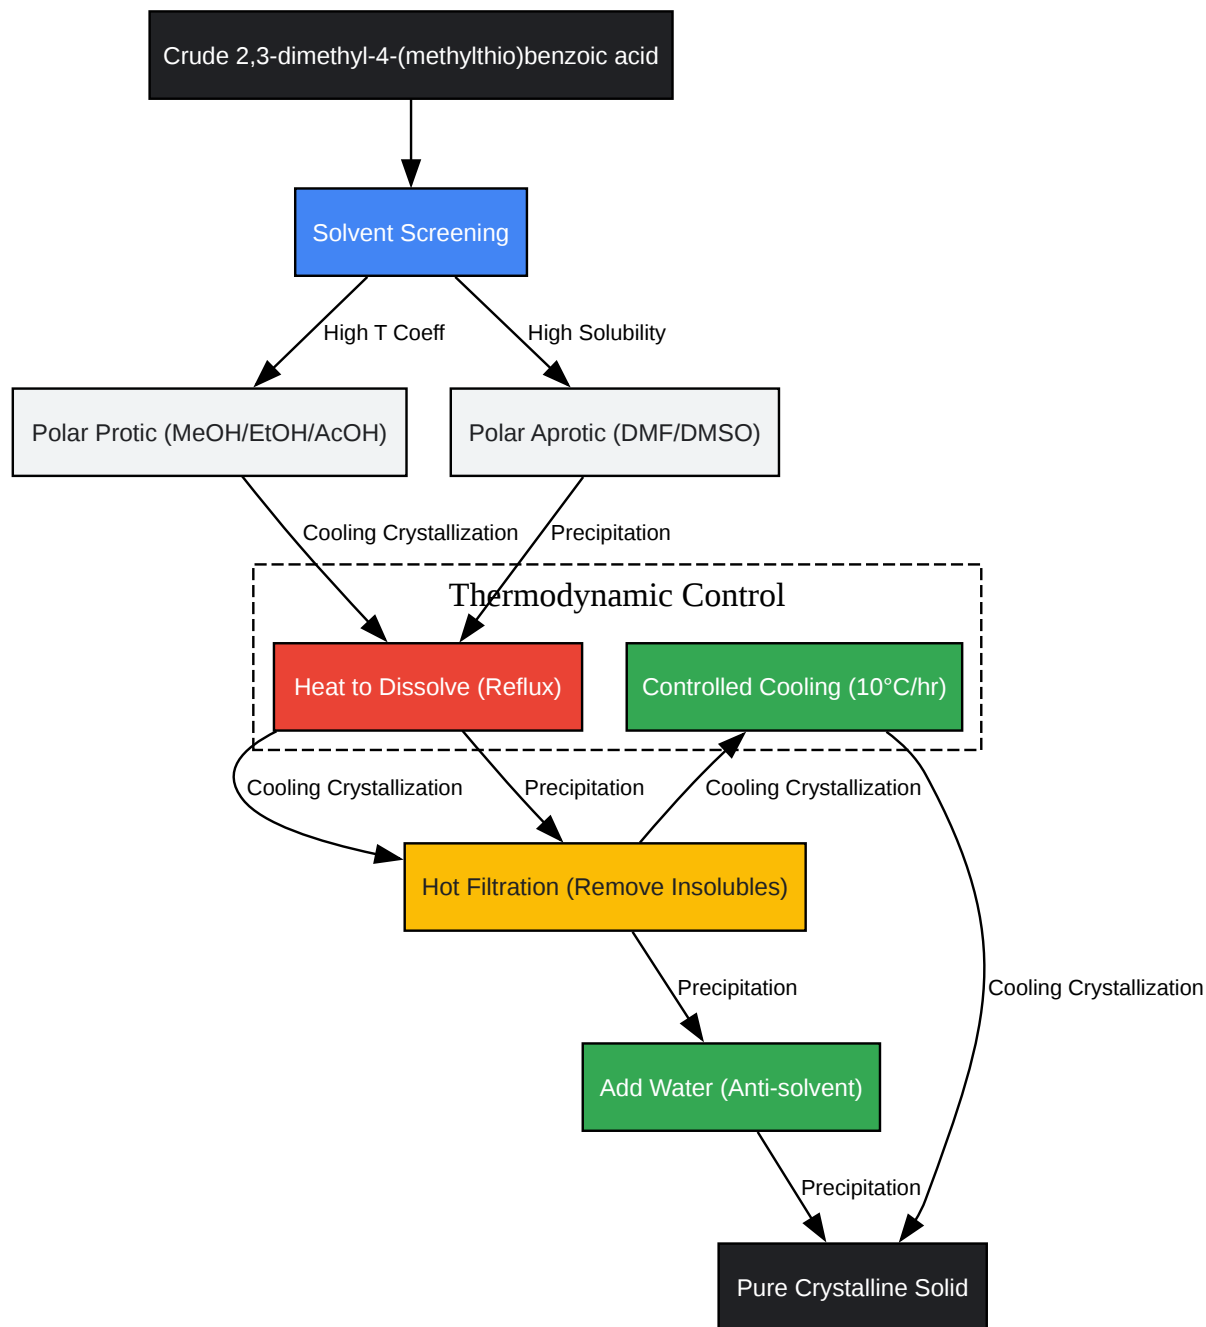 Crude 2,3-dimethyl-4-(methylthio)benzoic acid
Solvent Screening
High T Coeff
High Solubility
Polar Protic (MeOH/EtOH/AcOH)
Polar Aprotic (DMF/DMSO)
Cooling Crystallization
Precipitation
Thermodynamic Control
Heat to Dissolve (Reflux)
Controlled Cooling (10°C/hr)
Cooling Crystallization
Precipitation
Cooling Crystallization
Hot Filtration (Remove Insolubles)
Precipitation
Cooling Crystallization
Add Water (Anti-solvent)
Precipitation
Pure Crystalline Solid